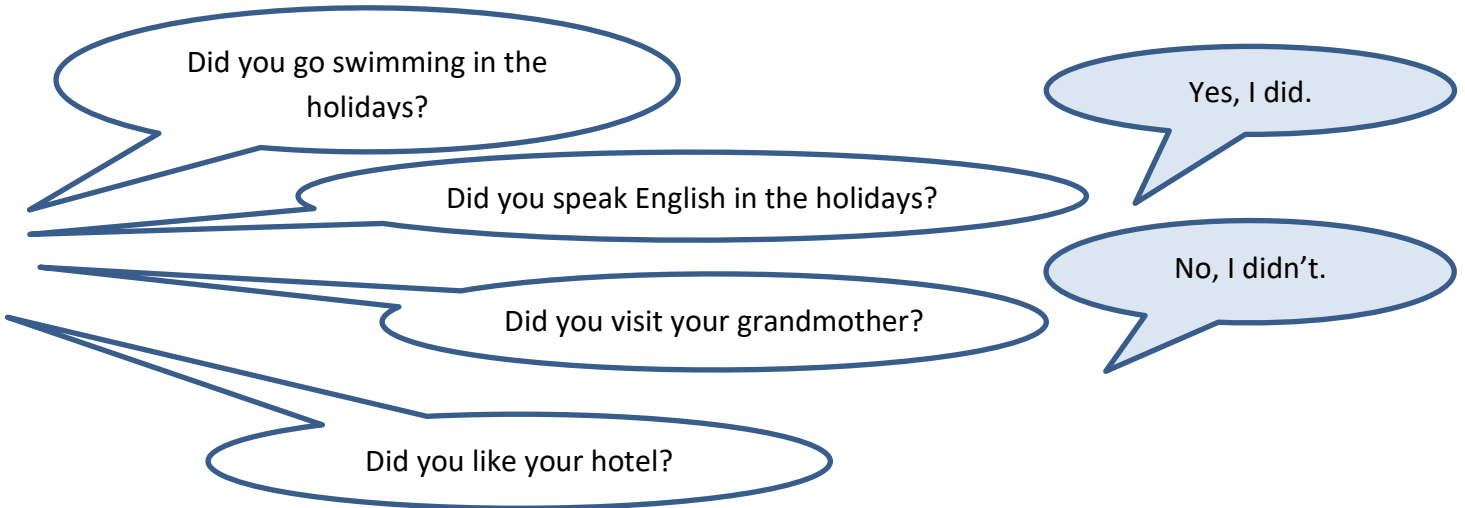 Did you go swimming in the
holidays?
Yes, I did.
Did you speak English in the holidays?
No, I didn’t.
Did you visit your grandmother?
Did you like your hotel?